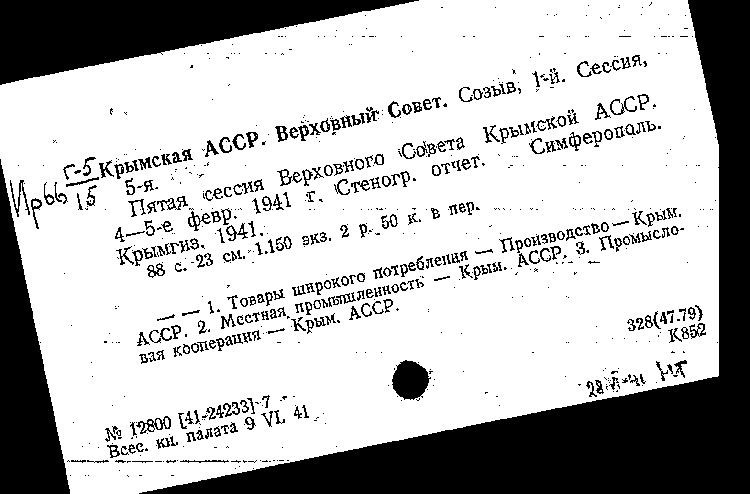 Ир66 Г-5/15
Крымская АССР. Верховный Совет. Созыв, 1-й. Сессия,
5-я.
Пятая сессия Верховного Совета Крымской АССР.
4—5-е февр. 1941 г. Стеногр. отчет. Симферополь.
Крымгиз. 1941.
88 с. 23 см. 1.150 экз. 2 р. 50 к. в пер.
— — 1. Товары широкого потребления — Производство — Крым.
АССР. 2. Местная промышленность — Крым. АССР. 3. Промысло-
вая кооперация — Крым. АССР.
328(47.79)
К852
№ 12800 [41-24233] 7
Всес. кн. палата 9 VI. 41